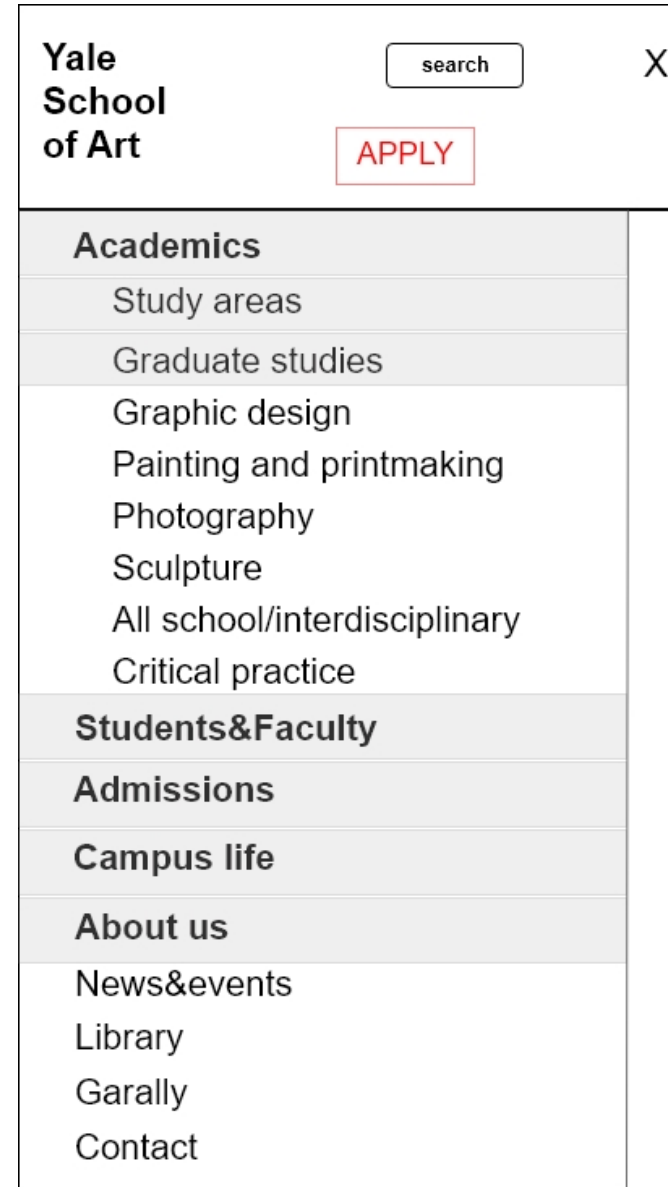 Yale
School
of Art
search
X
APPLY
Academics
Study areas
Graduate studies
Graphic design
Painting and printmaking
Photography
Sculpture
All school/interdisciplinary
Critical practice
Students&Faculty
Admissions
Campus life
About us
News&events
Library
Garally
Contact